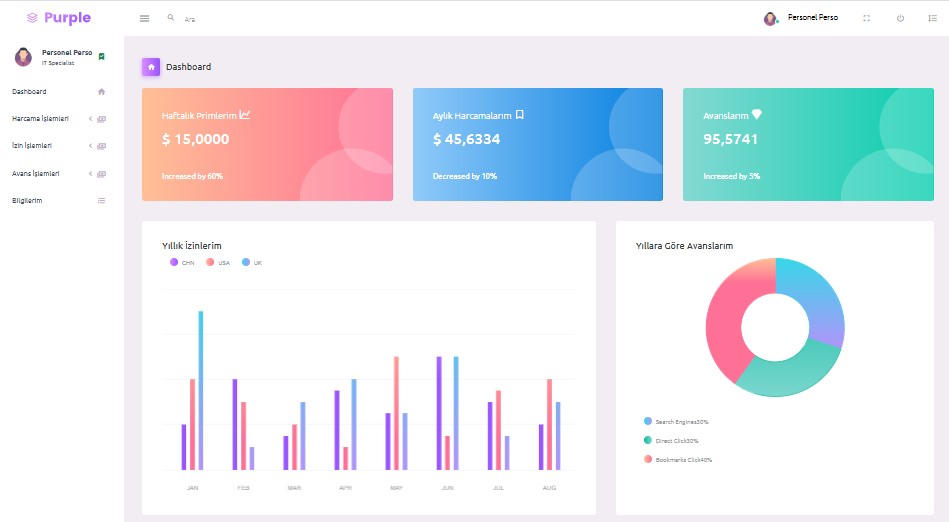 Purple
Ara
Personel Perso
Personel Perso
IT Specialist
Dashboard
Harcama İşlemleri
İzin İşlemleri
Avans İşlemleri
Bilgilerim
Dashboard
Haftalık Primlerim
$ 15,0000
Increased by 60%
Aylık Harcamalarım
$ 45,6334
Decreased by 10%
Avanslarım
95,5741
Increased by 5%
Yıllık İzinlerim
CHN USA UK
JAN FEB MAR APR MAY JUN JUL AUG
Yıllara Göre Avanslarım
Search Engines30%
Direct Click30%
Bookmarks Click40%